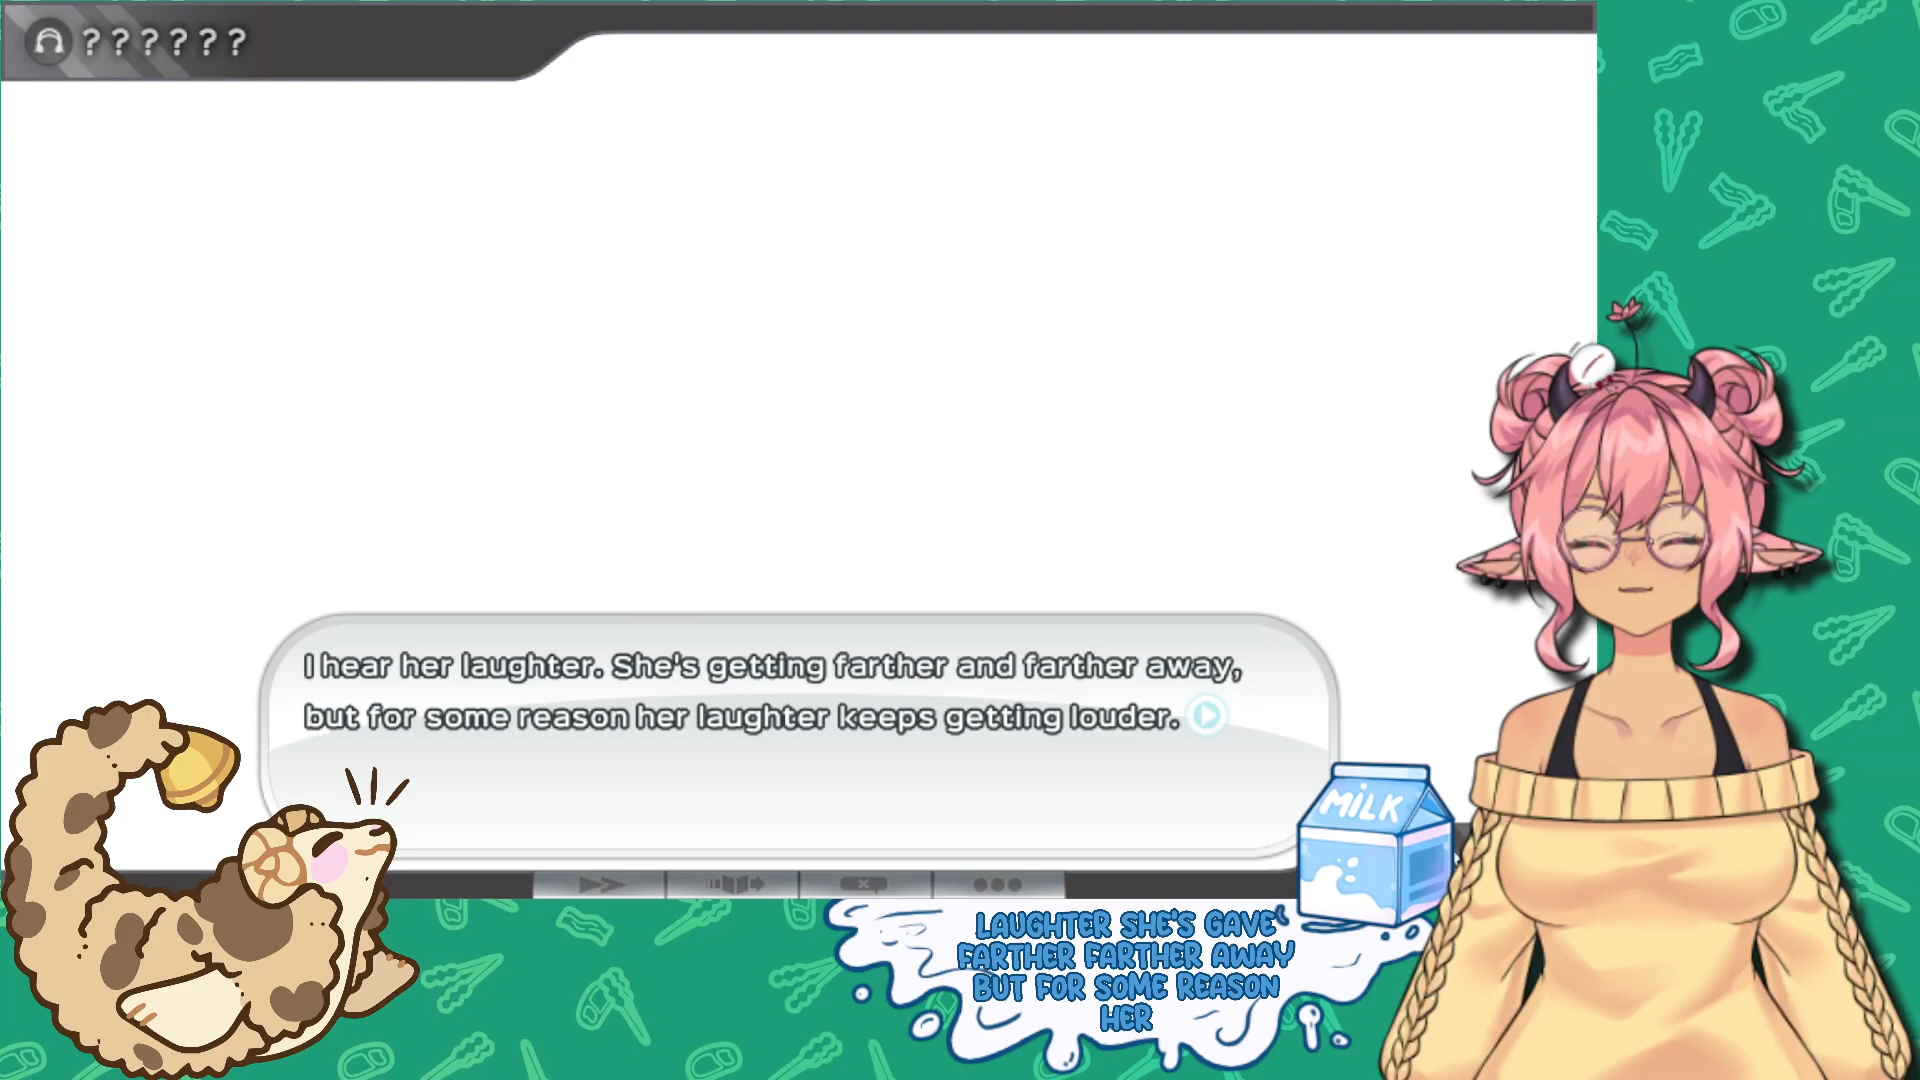 ??????
I hear her laughter. She's getting farther and farther away,
but for some reason her laughter keeps getting louder.
MiLK
LAUGHTER SHE'S GAVE
FARTHER FARTHER AWAY
BUT FOR SOME REASON
HER